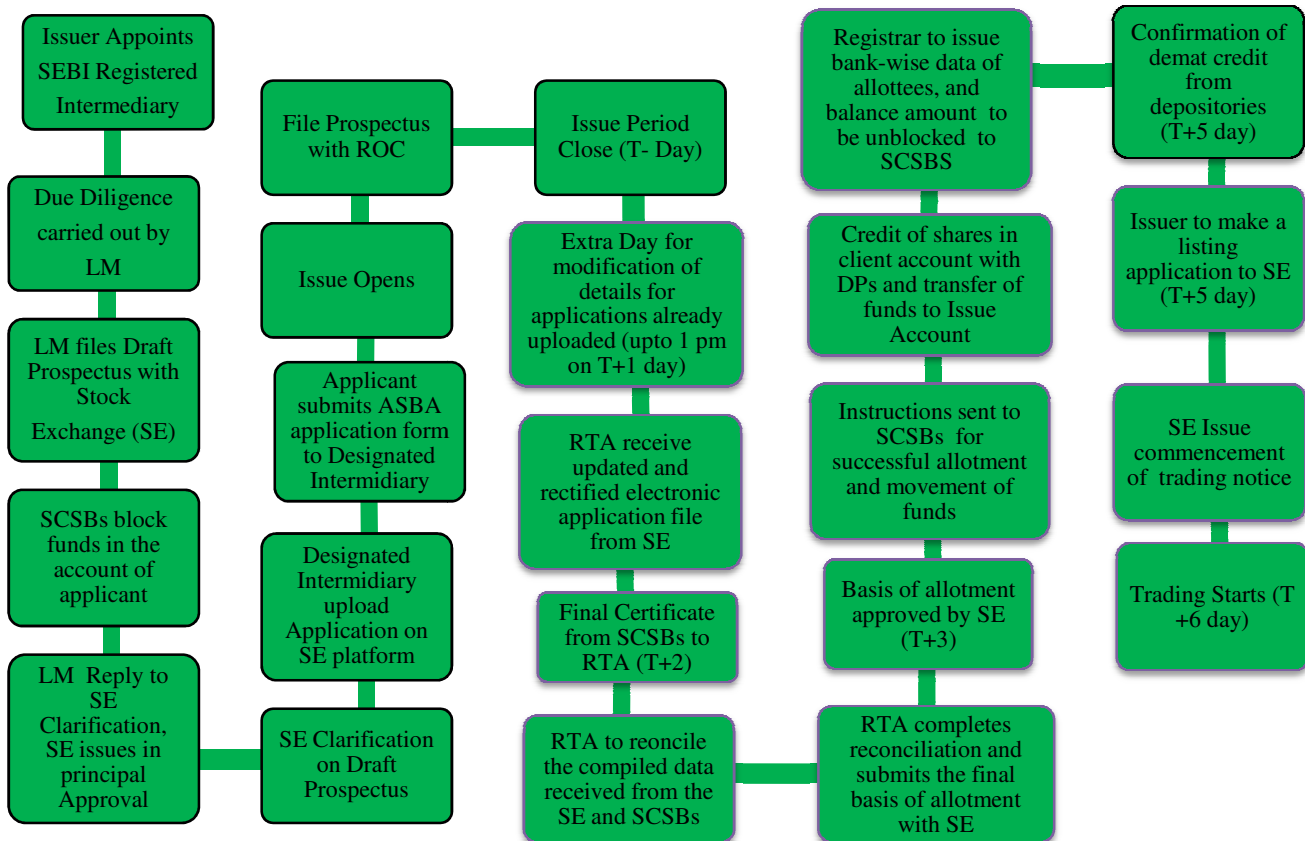 Issuer Appoints
SEBI Registered
Intermediary
Due Diligence
carried out by
LM
LM files Draft
Prospectus with
Stock
Exchange (SE)
SCSBs block
funds in the
account of
applicant
LM  Reply to
SE
Clarification,
SE issues in
principal
Approval
SE Clarification
on Draft
Prospectus
Designated
Intermidiary
upload
Application on
SE platform
Applicant
submits ASBA
application form
to Designated
Intermidiary
Issue Opens
File Prospectus
with ROC
Issue Period
Close (T- Day)
Extra Day for
modification of
details for
applications already
uploaded (upto 1 pm
on T+1 day)
RTA receive
updated and
rectified electronic
application file
from SE
Final Certificate
from SCSBs to
RTA (T+2)
RTA to reconcile
the compiled data
received from the
SE and SCSBs
RTA completes
reconciliation and
submits the final
basis of allotment
with SE
Basis of allotment
approved by SE
(T+3)
Instructions sent to
SCSBs  for
successful allotment
and movement of
funds
Credit of shares in
client account with
DPs and transfer of
funds to Issue
Account
Registrar to issue
bank-wise data of
allottees, and
balance amount  to
be unblocked  to
SCSBS
Confirmation of
demat credit
from
depositories
(T+5 day)
Issuer to make a
listing
application to SE
(T+5 day)
SE Issue
commencement
of  trading notice
Trading Starts (T
+6 day)